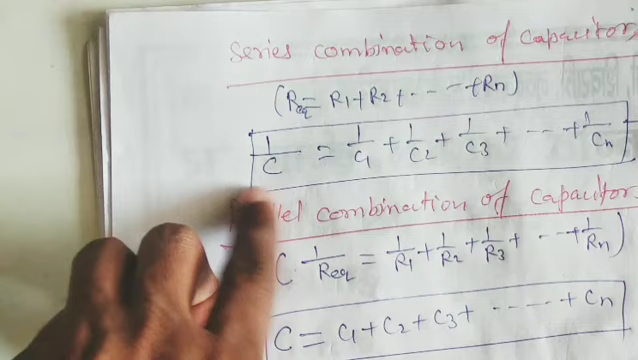 Series combination of capacitor,
(Req = R1+R2+ - - - - +Rn)
1/C = 1/C1 + 1/C2 + 1/C3 + - - - + 1/Cn
combination of capacitor.
( 1/Req = 1/R1 + 1/R2 + 1/R3 + - - - + 1/Rn )
C = C1 + C2 + C3 + - - - - - + Cn